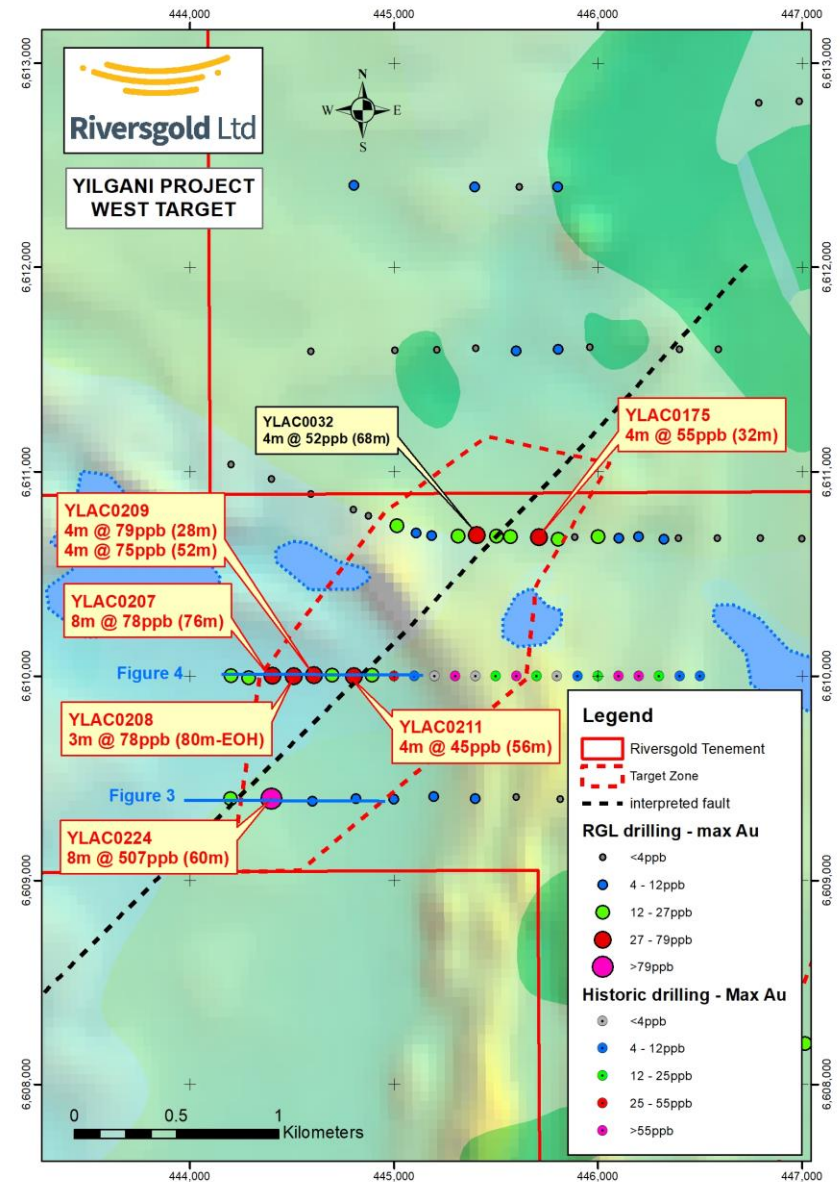 444,000
445,000
446,000
447,000
6,613,000
6,613,000
Riversgold Ltd
N
W
E
S
YILGANI PROJECT
WEST TARGET
6,612,000
6,612,000
YLAC0032
4m @ 52ppb (68m)
YLAC0175
4m @ 55ppb (32m)
6,611,000
6,611,000
YLAC0209
4m @ 79ppb (28m)
4m @ 75ppb (52m)
YLAC0207
8m @ 78ppb (76m)
Figure 4
6,610,000
6,610,000
YLAC0208
3m @ 78ppb (80m-EOH)
YLAC0211
4m @ 45ppb (56m)
Figure 3
YLAC0224
8m @ 507ppb (60m)
6,609,000
6,609,000
Legend
Riversgold Tenement
Target Zone
interpreted fault
RGL drilling - max Au
<4ppb
4 - 12ppb
12 - 27ppb
27 - 79ppb
>79ppb
Historic drilling - Max Au
<4ppb
4 - 12ppb
12 - 25ppb
25 - 55ppb
>55ppb
6,608,000
6,608,000
0
0.5
1
Kilometers
444,000
445,000
446,000
447,000